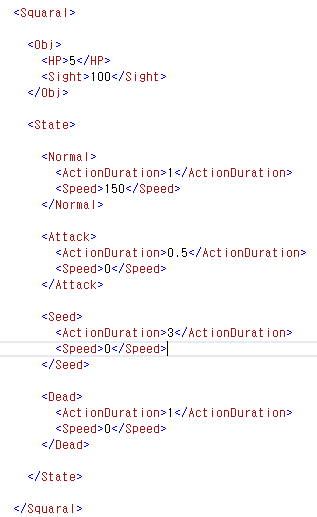 <Squaral>
<Obj>
<HP>5</HP>
<Sight>100</Sight>
</Obj>
<State>
<Normal>
<ActionDuration>1</ActionDuration>
<Speed>150</Speed>
</Normal>
<Attack>
<ActionDuration>0.5</ActionDuration>
<Speed>0</Speed>
</Attack>
<Seed>
<ActionDuration>3</ActionDuration>
<Speed>0</Speed>
</Seed>
<Dead>
<ActionDuration>1</ActionDuration>
<Speed>0</Speed>
</Dead>
</State>
</Squaral>